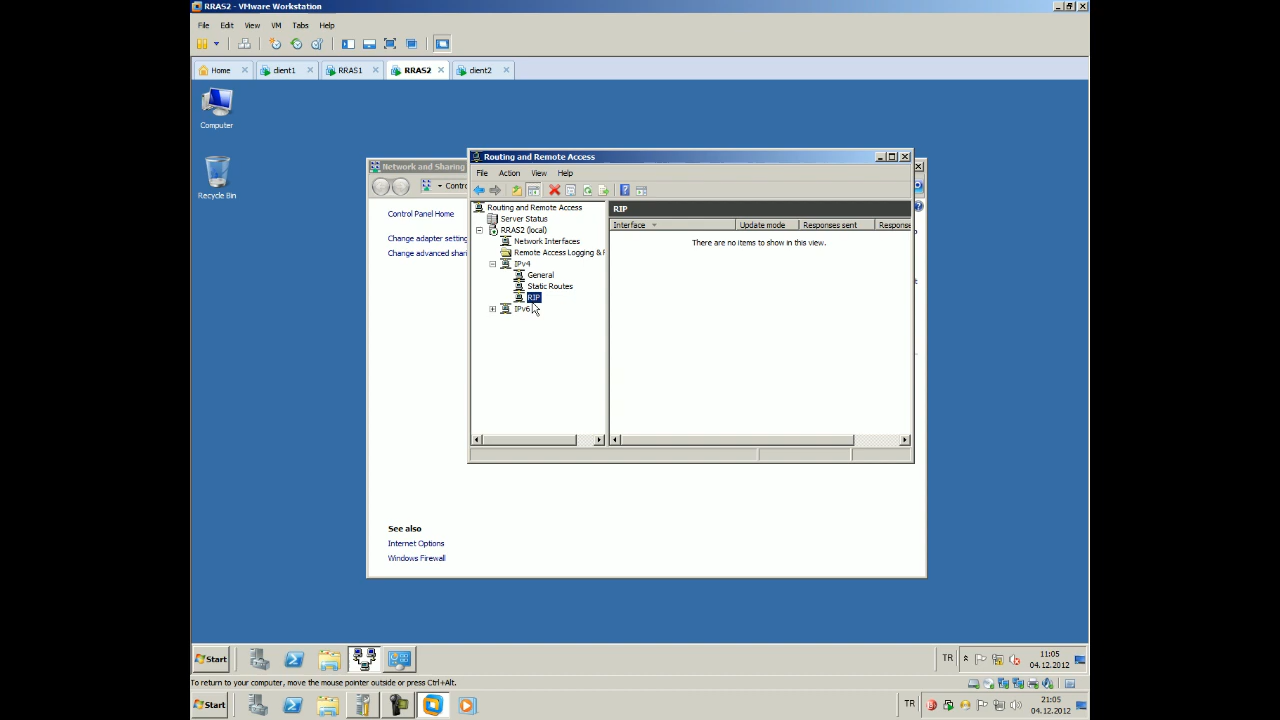 RRAS2 - VMware Workstation
File Edit View VM Tabs Help
Home client1 RRAS1 RRAS2 client2
Computer
Recycle Bin
Network and Sharing
Contro
Control Panel Home
Change adapter setting
Change advanced shari
See also
Internet Options
Windows Firewall
Routing and Remote Access
File Action View Help
Routing and Remote Access
Server Status
RRAS2 (local)
Network Interfaces
Remote Access Logging & F
IPv4
General
Static Routes
RIP
IPv6
RIP
Interface Update mode Responses sent Response
There are no items to show in this view.
Start TR 11:05
04.12.2012
To return to your computer, move the mouse pointer outside or press Ctrl+Alt.
Start TR 21:05
04.12.2012